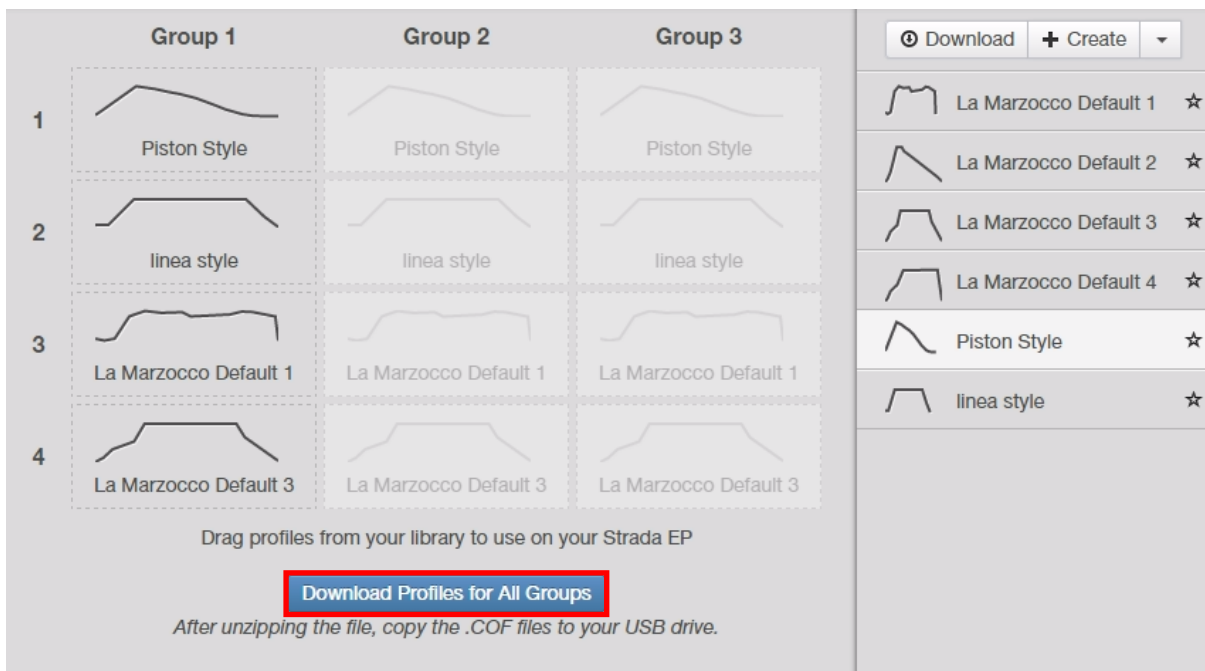 Group 1 Group 2 Group 3
1
Piston Style Piston Style Piston Style
2
linea style linea style linea style
3
La Marzocco Default 1 La Marzocco Default 1 La Marzocco Default 1
4
La Marzocco Default 3 La Marzocco Default 3 La Marzocco Default 3
Drag profiles from your library to use on your Strada EP
Download Profiles for All Groups
After unzipping the file, copy the .COF files to your USB drive.
Download + Create
La Marzocco Default 1
La Marzocco Default 2
La Marzocco Default 3
La Marzocco Default 4
Piston Style
linea style